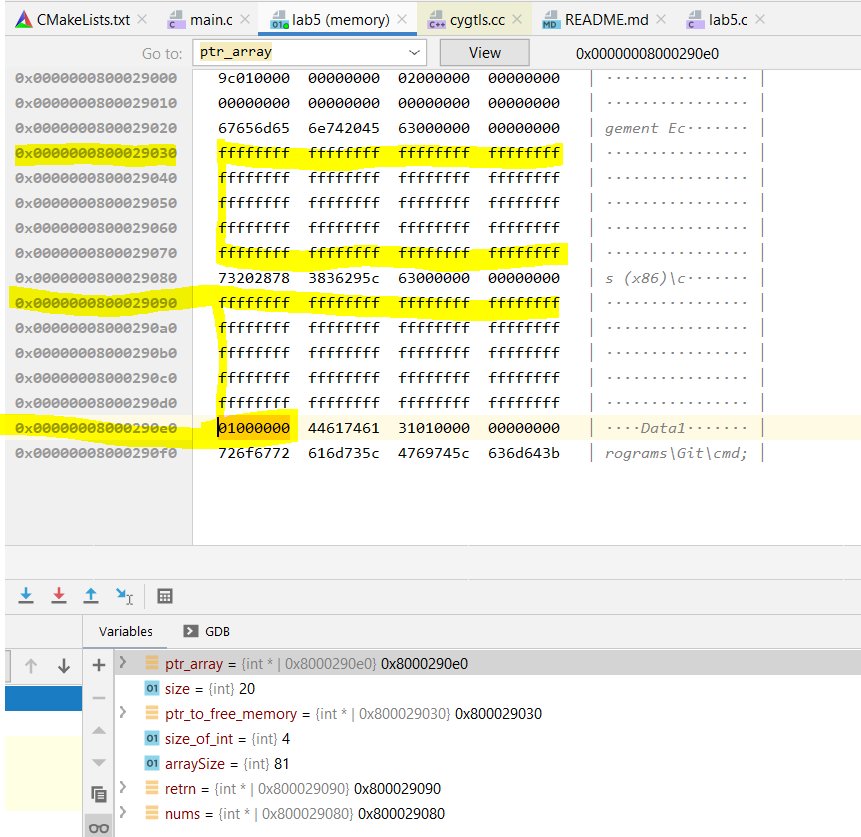 CMakeLists.txt main.c lab5 (memory) cygtls.cc README.md lab5.c
Go to: ptr_array View 0x00000008000290e0
0x0000000800029000 9c010000 00000000 02000000 00000000 | ················ |
0x0000000800029010 00000000 00000000 00000000 00000000 | ················ |
0x0000000800029020 67656d65 6e742045 63000000 00000000 | gement Ec······· |
0x0000000800029030 ffffffff ffffffff ffffffff ffffffff | ················ |
0x0000000800029040 ffffffff ffffffff ffffffff ffffffff | ················ |
0x0000000800029050 ffffffff ffffffff ffffffff ffffffff | ················ |
0x0000000800029060 ffffffff ffffffff ffffffff ffffffff | ················ |
0x0000000800029070 ffffffff ffffffff ffffffff ffffffff | ················ |
0x0000000800029080 73202878 3836295c 63000000 00000000 | s (x86)\c······· |
0x0000000800029090 ffffffff ffffffff ffffffff ffffffff | ················ |
0x00000008000290a0 ffffffff ffffffff ffffffff ffffffff | ················ |
0x00000008000290b0 ffffffff ffffffff ffffffff ffffffff | ················ |
0x00000008000290c0 ffffffff ffffffff ffffffff ffffffff | ················ |
0x00000008000290d0 ffffffff ffffffff ffffffff ffffffff | ················ |
0x00000008000290e0 01000000 44617461 31010000 00000000 | ····Data1······· |
0x00000008000290f0 726f6772 616d735c 4769745c 636d643b | rograms\Git\cmd; |
Variables GDB
ptr_array = {int * | 0x8000290e0} 0x8000290e0
size = {int} 20
ptr_to_free_memory = {int * | 0x800029030} 0x800029030
size_of_int = {int} 4
arraySize = {int} 81
retrn = {int * | 0x800029090} 0x800029090
nums = {int * | 0x800029080} 0x800029080